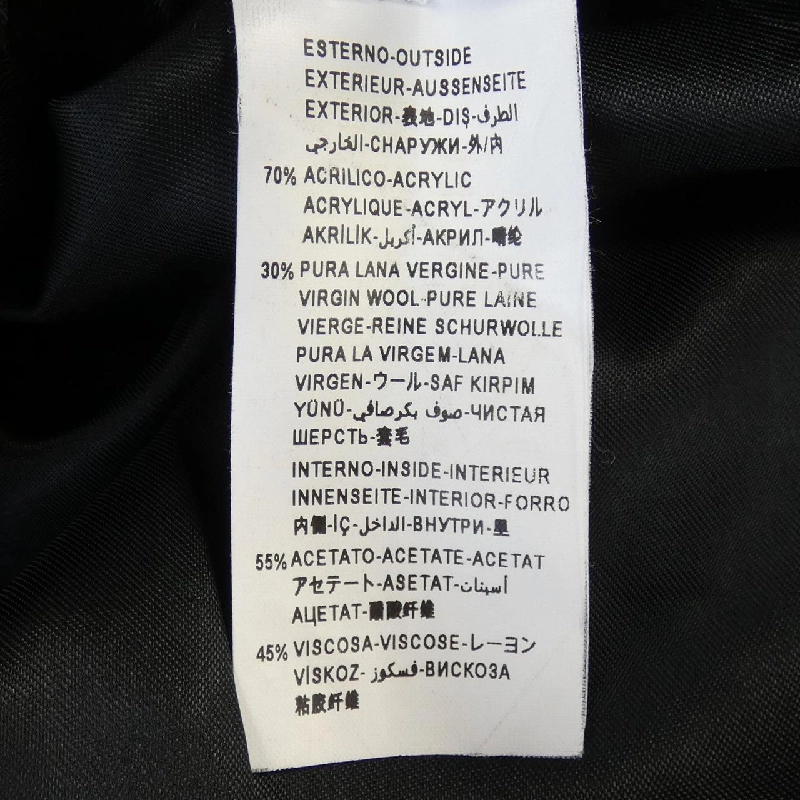 ESTERNO-OUTSIDE
EXTERIEUR-AUSSENSEITE
EXTERIOR-表地-DIŞ-الطرف
الخارجي-СНАРУЖИ-外/内
70% ACRILICO-ACRYLIC
ACRYLIQUE-ACRYL-アクリル
AKRİLİK-أكريل-АКРИЛ-晴纶
30% PURA LANA VERGINE-PURE
VIRGIN WOOL-PURE LAINE
VIERGE-REINE SCHURWOLLE
PURA LA VIRGEM-LANA
VIRGEN-ウール-SAF KIRPIM
YÜNÜ-صوف بكر صافي-ЧИСТАЯ
ШЕРСТЬ-套毛
INTERNO-INSIDE-INTERIEUR
INNENSEITE-INTERIOR-FORRO
内側-İÇ-الداخل-ВНУТРИ-里
55% ACETATO-ACETATE-ACETAT
アセテート-ASETAT-أسيتات
АЦЕТАТ-醋酸纤维
45% VISCOSA-VISCOSE-レーヨン
VİSKOZ-فسكوز-ВИСКОЗА
粘胶纤维